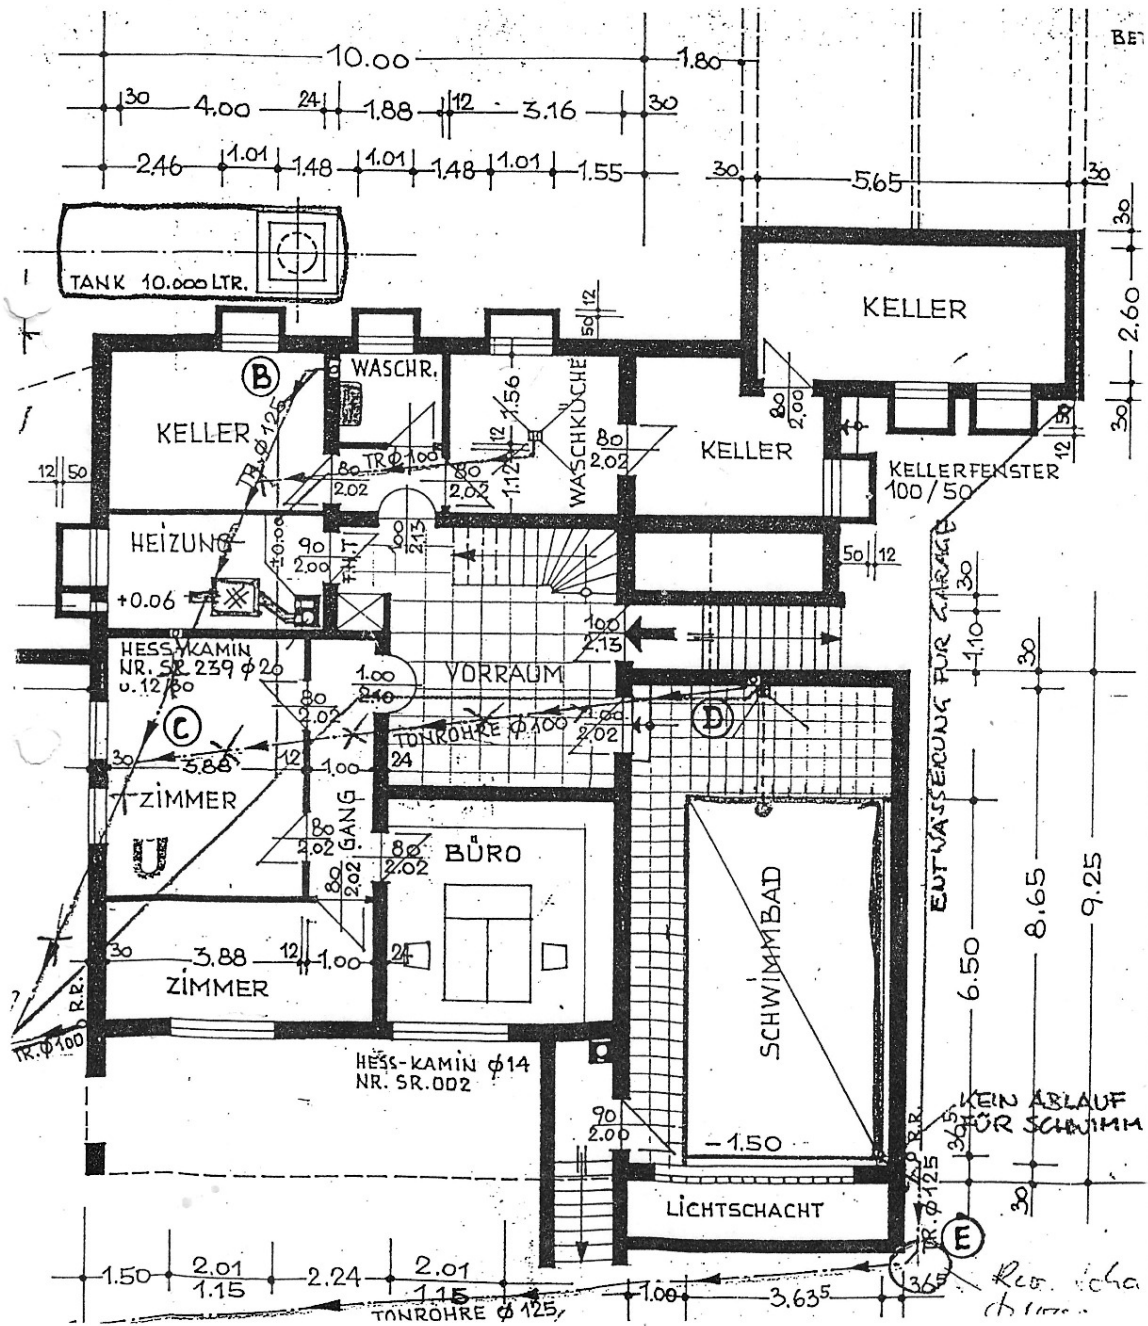 10.00
1.80
BET
30
4.00
24
1.88
12
3.16
30
2.46
1.01
1.48
1.01
1.48
1.01
1.55
30
5.65
30
30
TANK 10.000 LTR.
50 12
KELLER
2.60
B
WASCHR.
1.56
WASCHKÜCHE
80
2.00
30
TR. Ø 125
KELLER
12
TR Ø 100
80
2.02
80
2.02
1.12
80
2.02
KELLER
50
12
KELLERFENSTER
100/50
12 50
HEIZUNG
±0.00
90
2.00
F.H.T
100
2.13
50 12
30
+0.06
1.10
30
HESS-KAMIN
NR. SR 239 Ø 20
100
2.13
VORRAUM
1.00
2.10
80
2.02
C
D
TONROHRE Ø 100
1.00
2.02
ENTWÄSSERUNG FÜR GARAGE
30
3.88
12
1.00
24
ZIMMER
GANG
80
2.02
80
2.02
80
2.02
BÜRO
SCHWIMMBAD
6.50
8.65
9.25
30
3.88
12
1.00
24
ZIMMER
?
R.R.
TR. Ø 100
HESS-KAMIN Ø 14
NR. SR.002
90
2.00
-1.50
KEIN ABLAUF
FÜR SCHWIMM
R.R.
36⁵
30
TR. Ø 125
LICHTSCHACHT
E
1.50
2.01
1.15
2.24
2.01
1.15
TONROHRE Ø 125
1.00
3.63⁵
36⁵